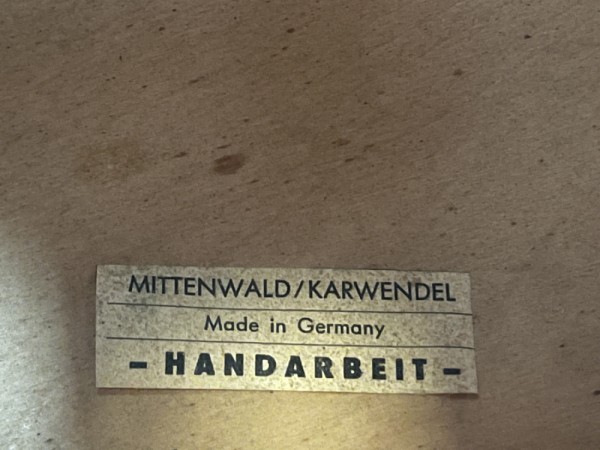 MITTENWALD/KARWENDEL
Made in Germany
– HANDARBEIT –